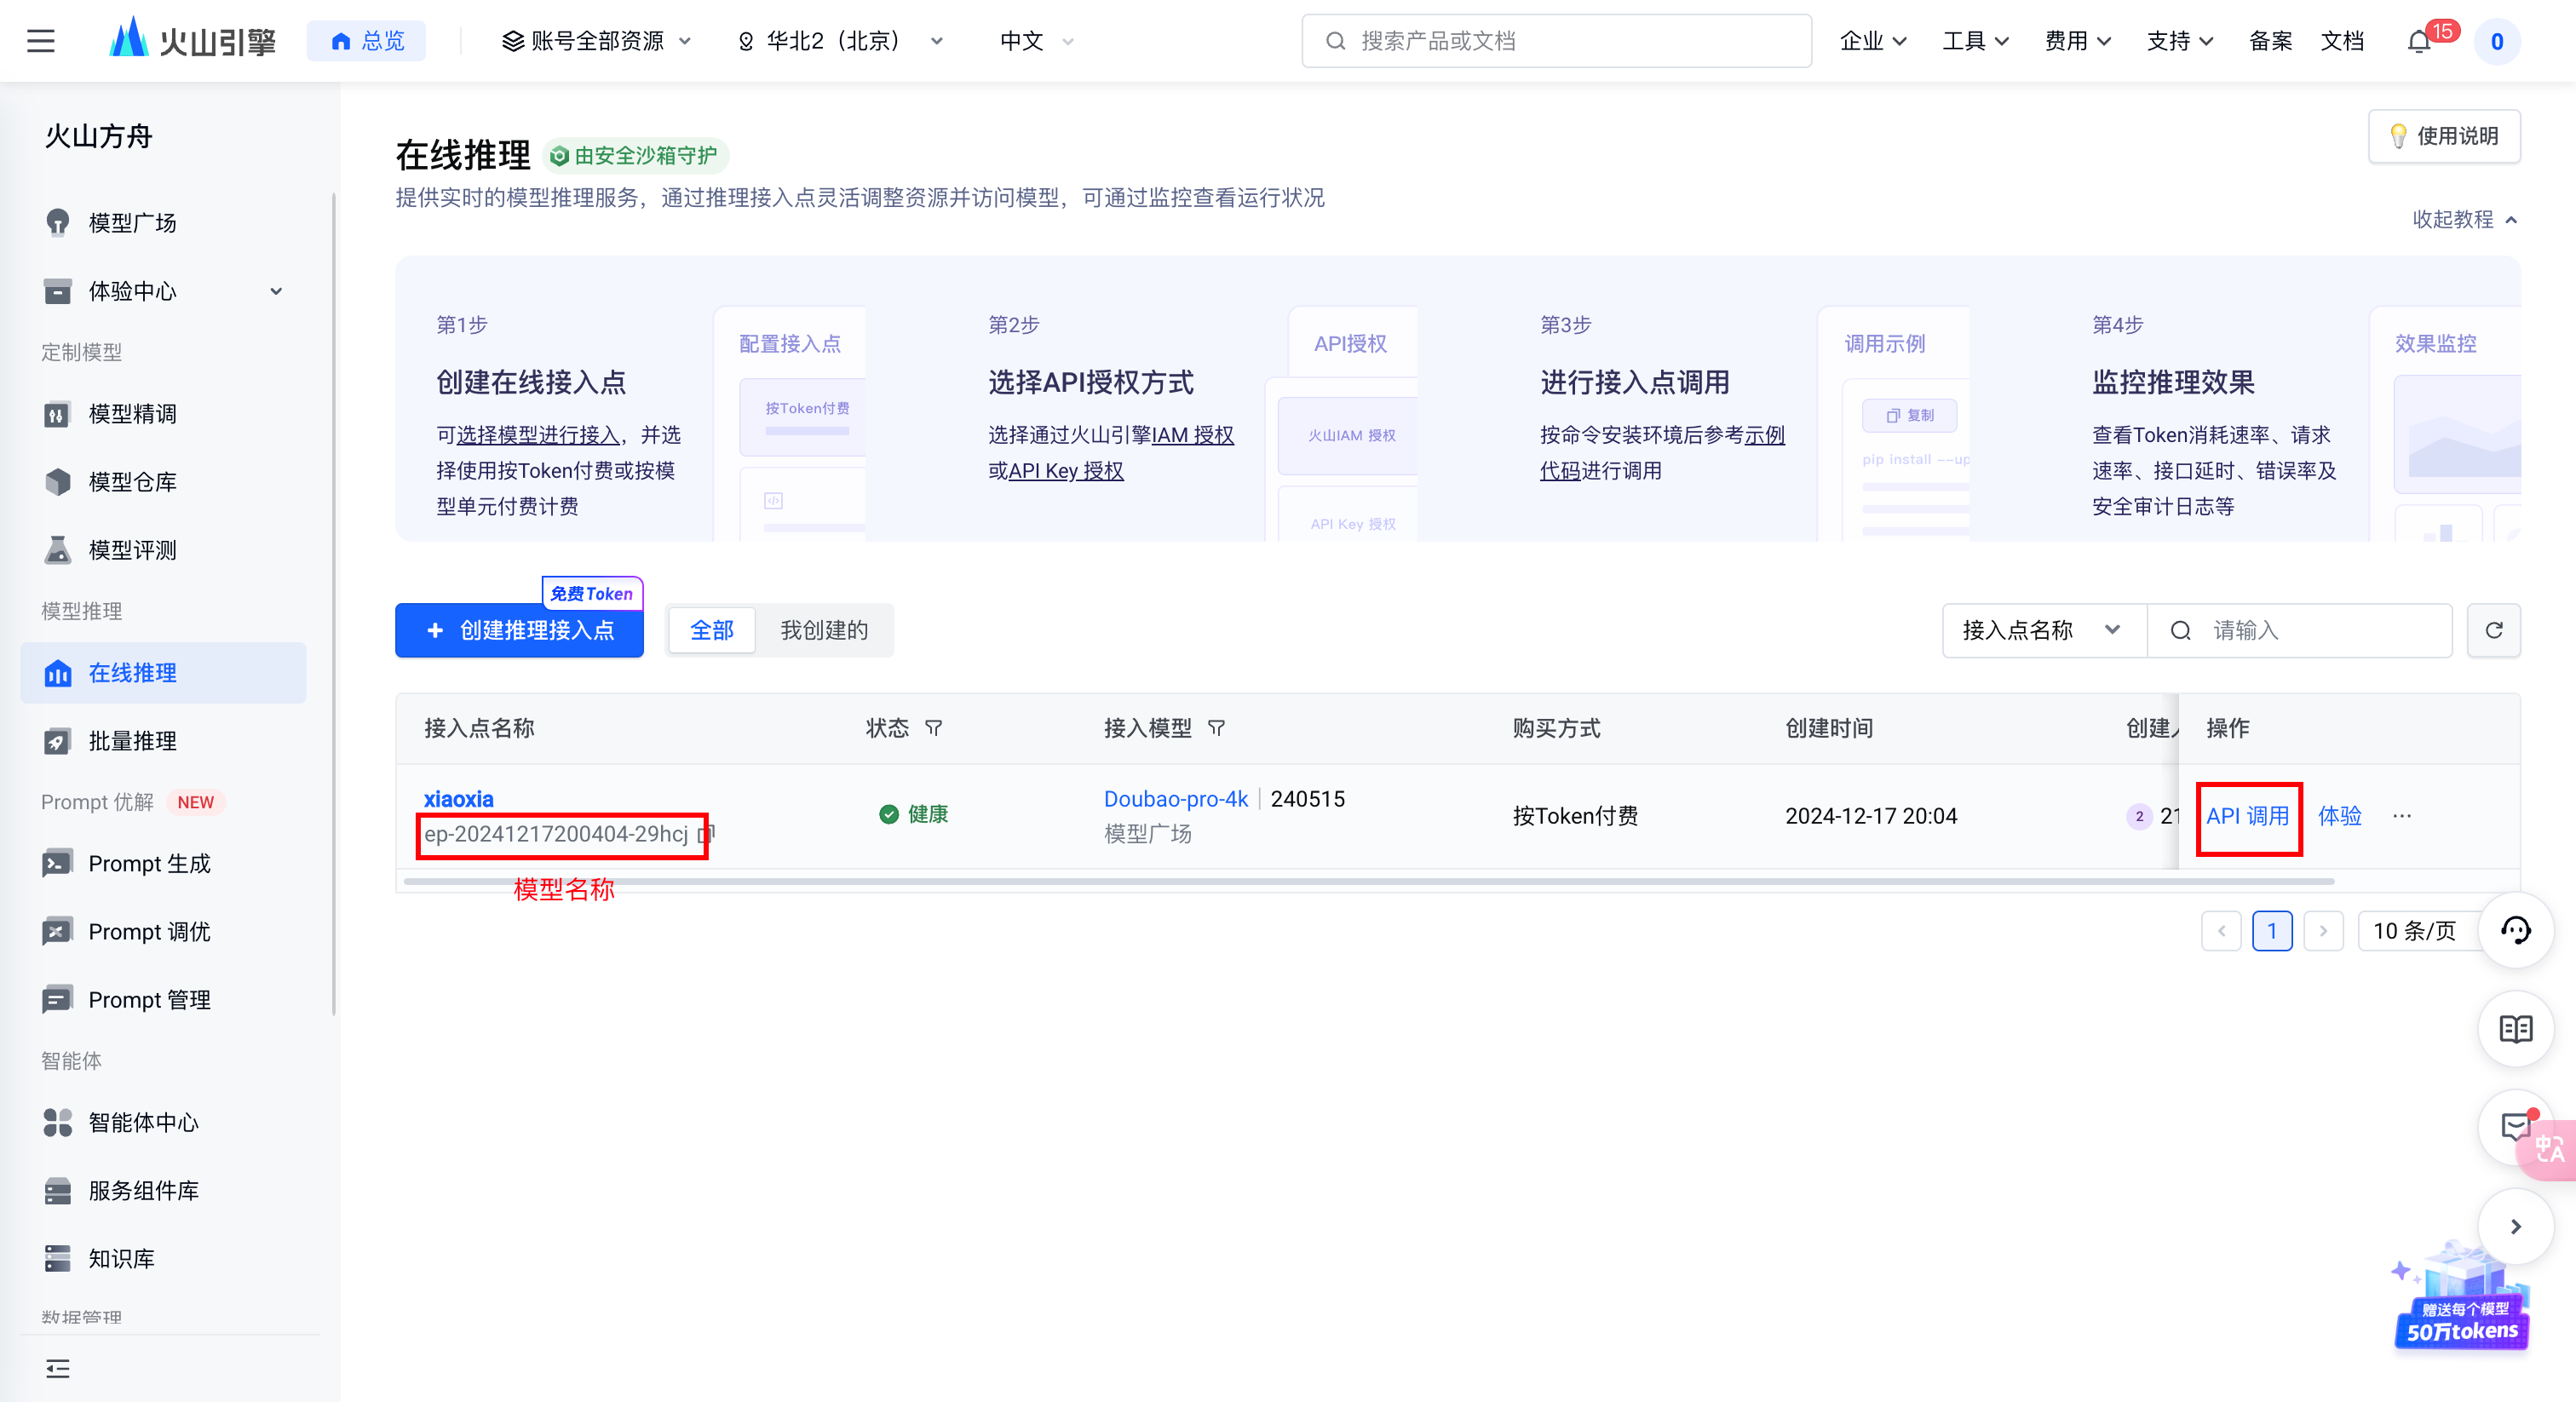 火山引擎
总览
账号全部资源
华北2（北京）
中文
搜索产品或文档
企业
工具
费用
支持
备案
文档
15
0
火山方舟
模型广场
体验中心
定制模型
模型精调
模型仓库
模型评测
模型推理
在线推理
批量推理
Prompt 优解 NEW
Prompt 生成
Prompt 调优
Prompt 管理
智能体
智能体中心
服务组件库
知识库
数据管理
在线推理 由安全沙箱守护
提供实时的模型推理服务，通过推理接入点灵活调整资源并访问模型，可通过监控查看运行状况
使用说明
收起教程
第1步
创建在线接入点
可选择模型进行接入，并选
择使用按Token付费或按模
型单元付费计费
配置接入点
按Token付费
第2步
选择API授权方式
选择通过火山引擎IAM 授权
或API Key 授权
API授权
火山IAM 授权
API Key 授权
第3步
进行接入点调用
按命令安装环境后参考示例
代码进行调用
调用示例
复制
pip install --up
第4步
监控推理效果
查看Token消耗速率、请求
速率、接口延时、错误率及
安全审计日志等
效果监控
免费Token
+ 创建推理接入点
全部
我创建的
接入点名称
请输入
接入点名称 状态 接入模型 购买方式 创建时间 创建人 操作
xiaoxia
ep-20241217200404-29hcj
健康
Doubao-pro-4k 240515
模型广场
按Token付费
2024-12-17 20:04
2 21
API 调用 体验 ...
模型名称
1
10 条/页
中A
赠送每个模型
50万tokens